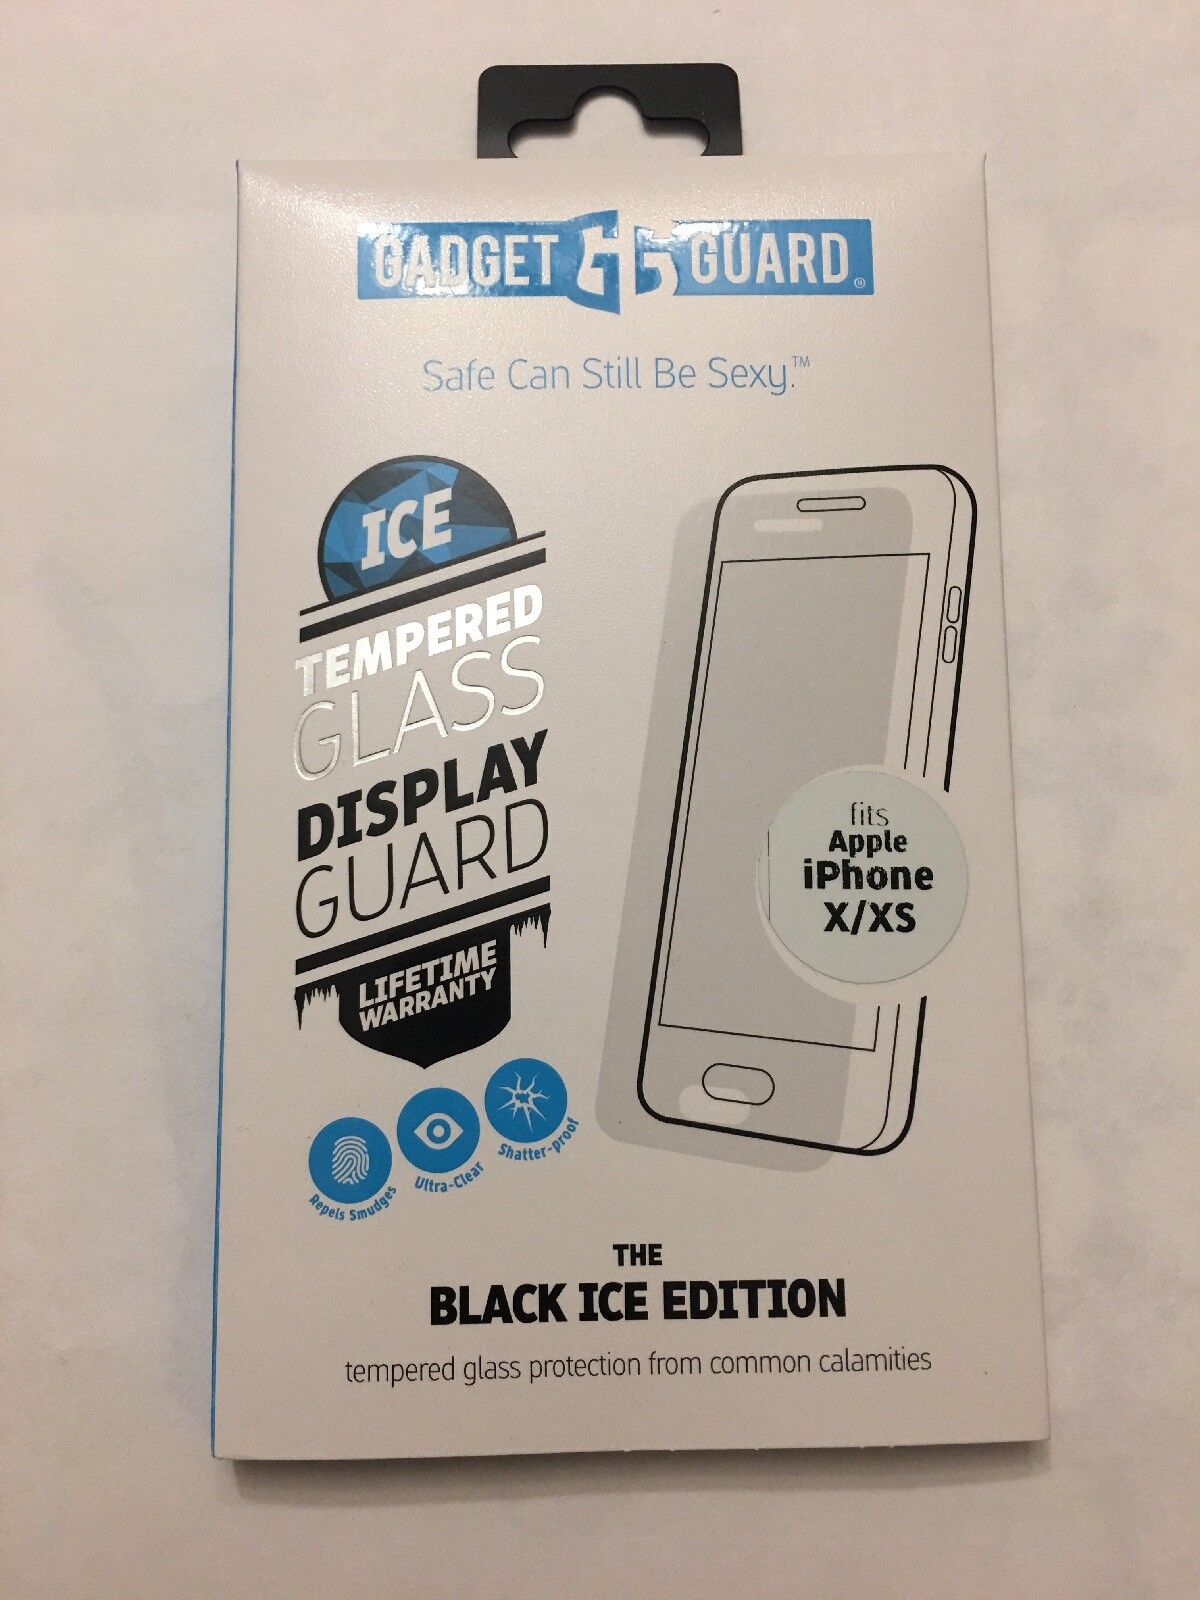 GADGET GG GUARD®
Safe Can Still Be Sexy.™
ICE
TEMPERED
GLASS
DISPLAY
GUARD
LIFETIME
WARRANTY
Repels Smudges
Ultra-Clear
Shatter-proof
fits
Apple
iPhone
X/XS
THE
BLACK ICE EDITION
tempered glass protection from common calamities